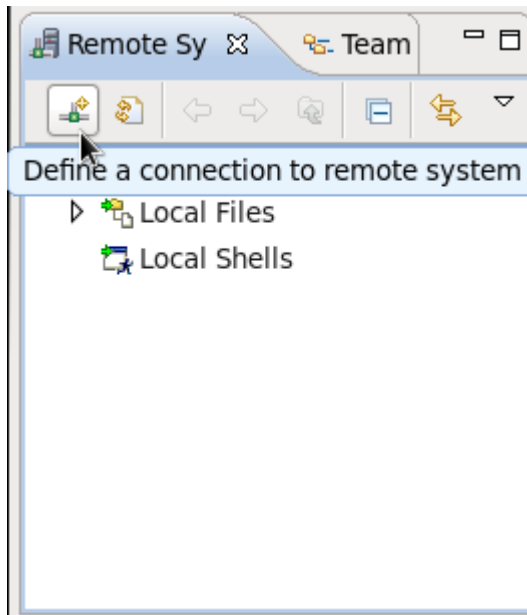 Remote Sy Team
Define a connection to remote system
Local Files
Local Shells